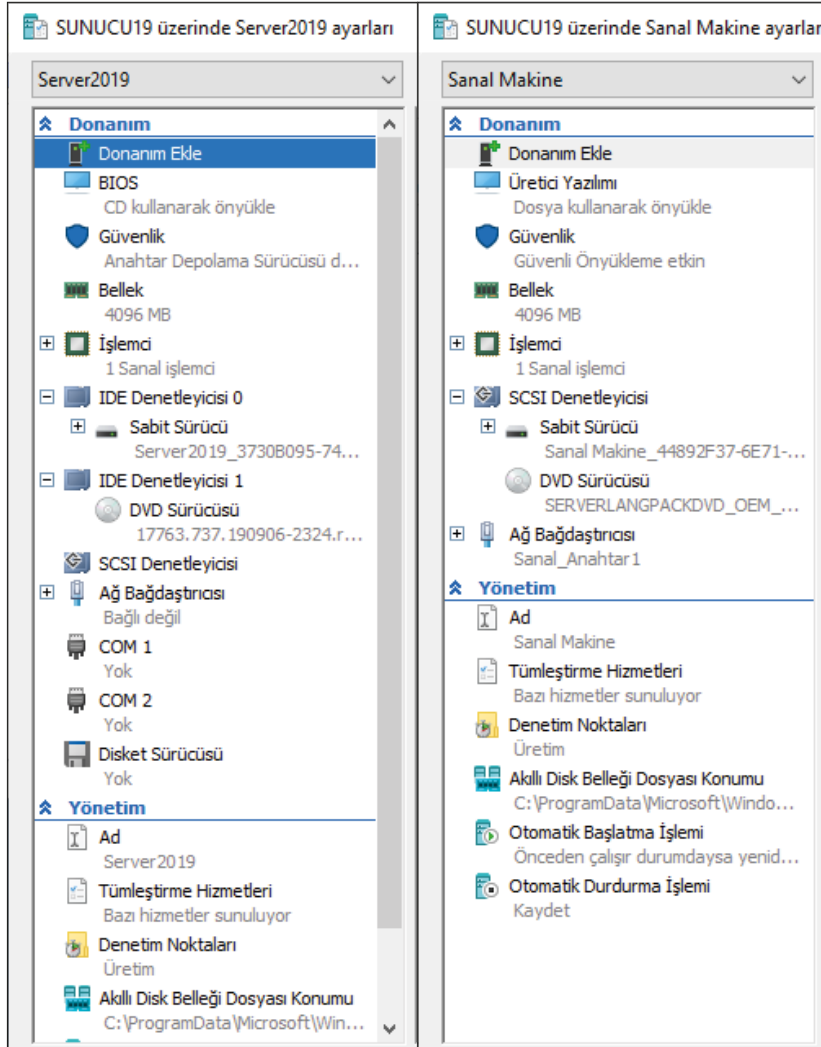 SUNUCU19 üzerinde Server2019 ayarları
Server2019
Donanım
Donanım Ekle
BIOS
CD kullanarak önyükle
Güvenlik
Anahtar Depolama Sürücüsü d...
Bellek
4096 MB
İşlemci
1 Sanal işlemci
IDE Denetleyicisi 0
Sabit Sürücü
Server2019_3730B095-74...
IDE Denetleyicisi 1
DVD Sürücüsü
17763.737.190906-2324.r...
SCSI Denetleyicisi
Ağ Bağdaştırıcısı
Bağlı değil
COM 1
Yok
COM 2
Yok
Disket Sürücüsü
Yok
Yönetim
Ad
Server2019
Tümleştirme Hizmetleri
Bazı hizmetler sunuluyor
Denetim Noktaları
Üretim
Akıllı Disk Belleği Dosyası Konumu
C:\ProgramData\Microsoft\Win...
SUNUCU19 üzerinde Sanal Makine ayarlar
Sanal Makine
Donanım
Donanım Ekle
Üretici Yazılımı
Dosya kullanarak önyükle
Güvenlik
Güvenli Önyükleme etkin
Bellek
4096 MB
İşlemci
1 Sanal işlemci
SCSI Denetleyicisi
Sabit Sürücü
Sanal Makine_44892F37-6E71-...
DVD Sürücüsü
SERVERLANGPACKDVD_OEM_...
Ağ Bağdaştırıcısı
Sanal_Anahtar1
Yönetim
Ad
Sanal Makine
Tümleştirme Hizmetleri
Bazı hizmetler sunuluyor
Denetim Noktaları
Üretim
Akıllı Disk Belleği Dosyası Konumu
C:\ProgramData\Microsoft\Windo...
Otomatik Başlatma İşlemi
Önceden çalışır durumdaysa yenid...
Otomatik Durdurma İşlemi
Kaydet